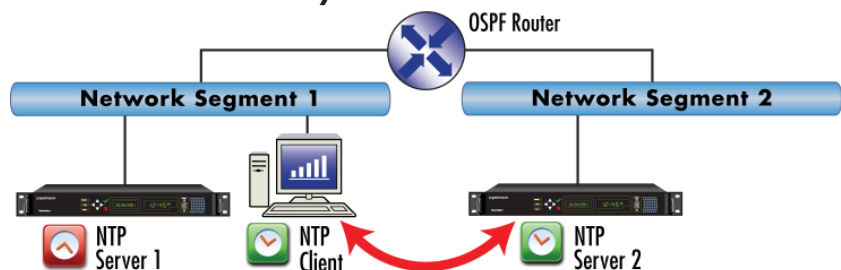 OSPF Router
Network Segment 1
Network Segment 2
NTP
Server 1
NTP
Client
NTP
Server 2